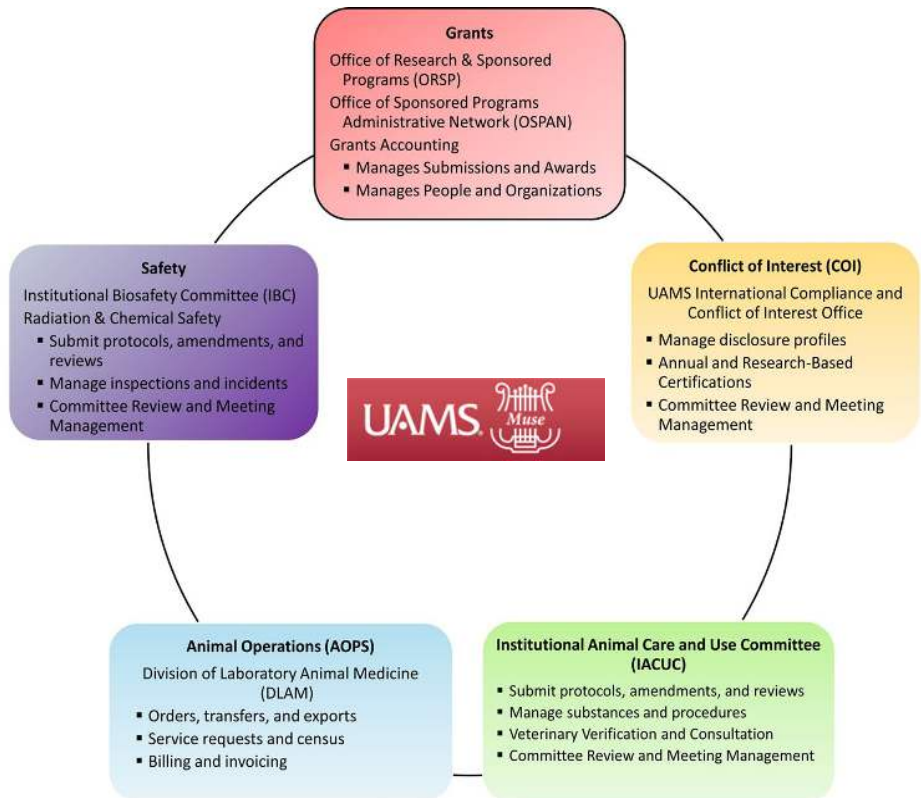 Grants
Office of Research & Sponsored
Programs (ORSP)
Office of Sponsored Programs
Administrative Network (OSPAN)
Grants Accounting
▪ Manages Submissions and Awards
▪ Manages People and Organizations
Safety
Institutional Biosafety Committee (IBC)
Radiation & Chemical Safety
▪ Submit protocols, amendments, and
reviews
▪ Manage inspections and incidents
▪ Committee Review and Meeting
Management
Conflict of Interest (COI)
UAMS International Compliance and
Conflict of Interest Office
▪ Manage disclosure profiles
▪ Annual and Research-Based
Certifications
▪ Committee Review and Meeting
Management
UAMS® Muse
Animal Operations (AOPS)
Division of Laboratory Animal Medicine
(DLAM)
▪ Orders, transfers, and exports
▪ Service requests and census
▪ Billing and invoicing
Institutional Animal Care and Use Committee
(IACUC)
▪ Submit protocols, amendments, and reviews
▪ Manage substances and procedures
▪ Veterinary Verification and Consultation
▪ Committee Review and Meeting Management